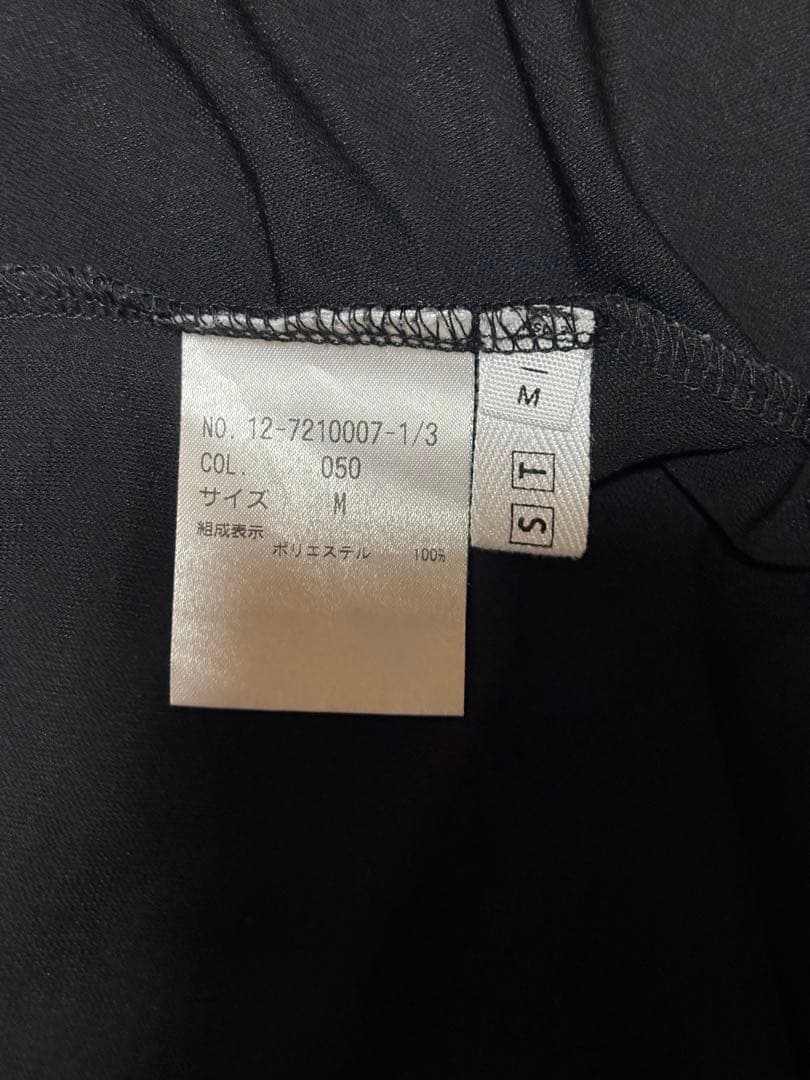 NO. 12-7210007-1/3
COL. 050
サイズ M
組成表示
ポリエステル 100%
M
S T